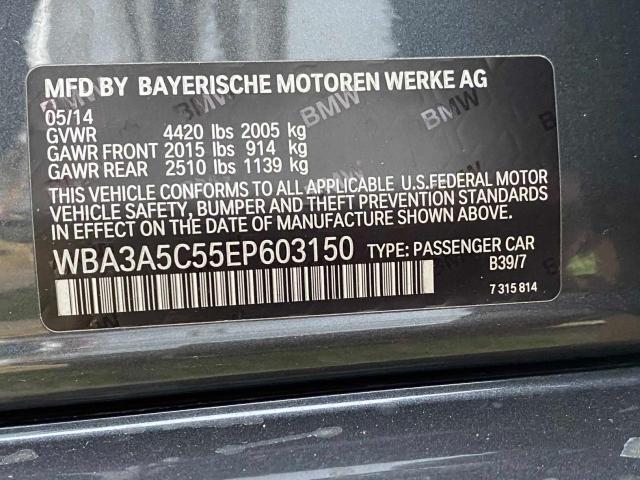 MFD BY BAYERISCHE MOTOREN WERKE AG
05/14
GVWR 4420 lbs 2005 kg
GAWR FRONT 2015 lbs 914 kg
GAWR REAR 2510 lbs 1139 kg
THIS VEHICLE CONFORMS TO ALL APPLICABLE U.S.FEDERAL MOTOR
VEHICLE SAFETY, BUMPER AND THEFT PREVENTION STANDARDS
IN EFFECT ON THE DATE OF MANUFACTURE SHOWN ABOVE.
WBA3A5C55EP603150 TYPE: PASSENGER CAR
B39/7
7 315 814
BMW
BMW
BMW